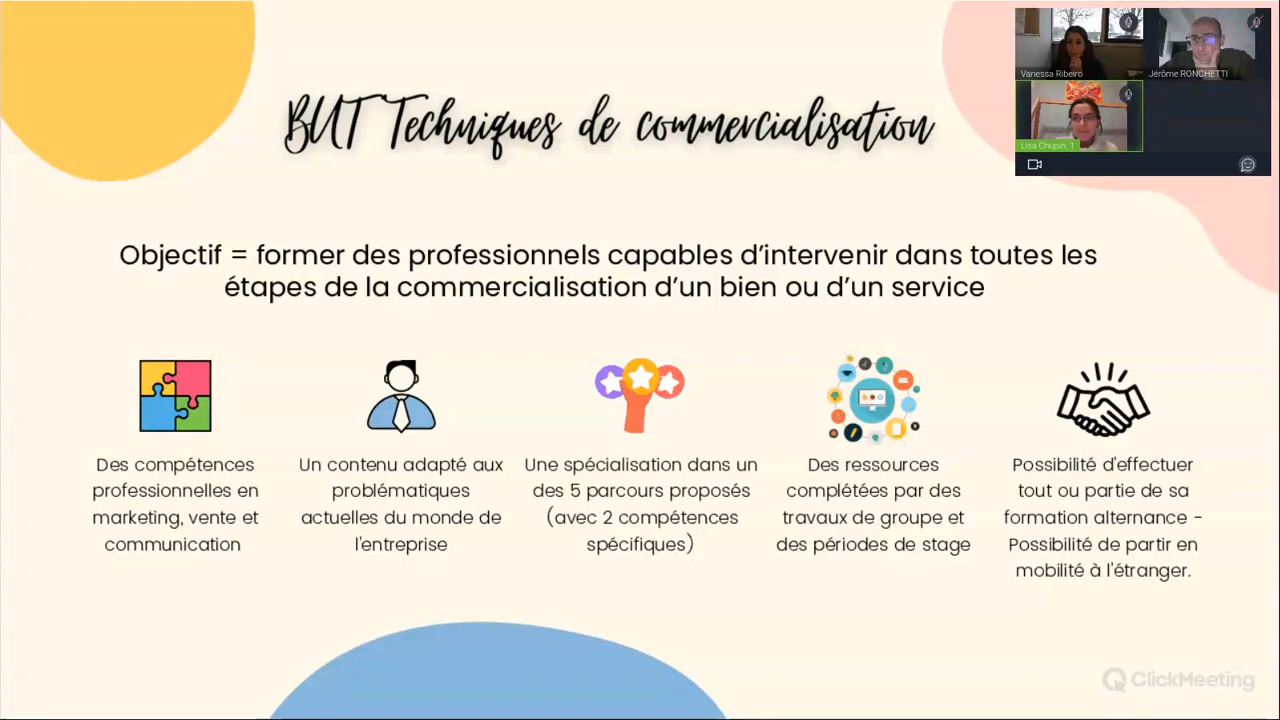 BUT Techniques de commercialisation
Vanessa Ribeiro
Jérôme RONCHETTI
Lisa Chupin, 1
Objectif = former des professionnels capables d’intervenir dans toutes les
étapes de la commercialisation d’un bien ou d’un service
Des compétences
professionnelles en
marketing, vente et
communication
Un contenu adapté aux
problématiques
actuelles du monde de
l'entreprise
Une spécialisation dans un
des 5 parcours proposés
(avec 2 compétences
spécifiques)
Des ressources
complétées par des
travaux de groupe et
des périodes de stage
Possibilité d'effectuer
tout ou partie de sa
formation alternance -
Possibilité de partir en
mobilité à l'étranger.
ClickMeeting